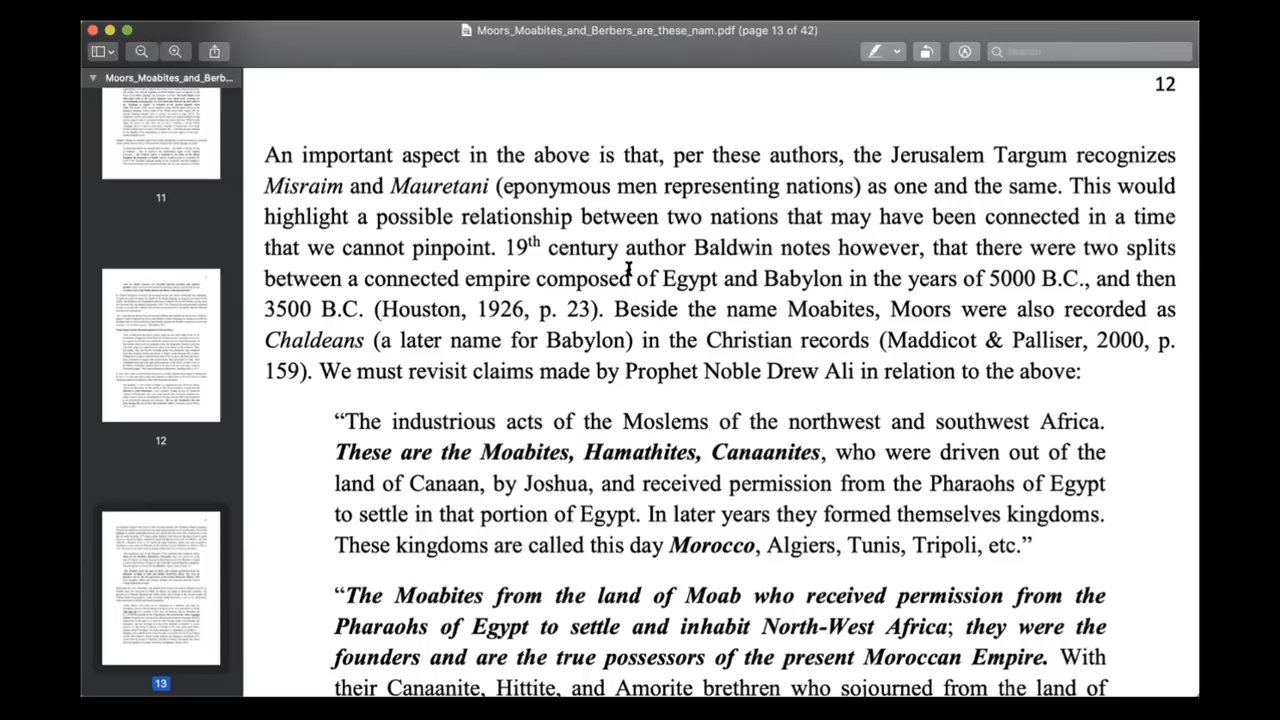 Moors_Moabites_and_Berbers_are_these_nam.pdf (page 13 of 42)
Search
Moors_Moabites_and_Berb...
11
12
13
12
An important aspect in the above is that, per these authors, the Jerusalem Targum recognizes
Misraim and Mauretani (eponymous men representing nations) as one and the same. This would
highlight a possible relationship between two nations that may have been connected in a time
that we cannot pinpoint. 19th century author Baldwin notes however, that there were two splits
between a connected empire composed of Egypt and Babylon in the years of 5000 B.C., and then
3500 B.C. (Houston, 1926, p. 25). Beside the name Moabites, Moors were also recorded as
Chaldeans (a later name for Babylon) in the Christian records (Maddicot & Palliser, 2000, p.
159). We must revisit claims made by Prophet Noble Drew Ali in relation to the above:
“The industrious acts of the Moslems of the northwest and southwest Africa.
These are the Moabites, Hamathites, Canaanites, who were driven out of the
land of Canaan, by Joshua, and received permission from the Pharaohs of Egypt
to settle in that portion of Egypt. In later years they formed themselves kingdoms.
These kingdoms are called this day Morocco, Algiers, Tunis, Tripoli, etc.”
“The Moabites from the land of Moab who received permission from the
Pharaohs of Egypt to settle and inhabit North-West Africa; they were the
founders and are the true possessors of the present Moroccan Empire. With
their Canaanite, Hittite, and Amorite brethren who sojourned from the land of